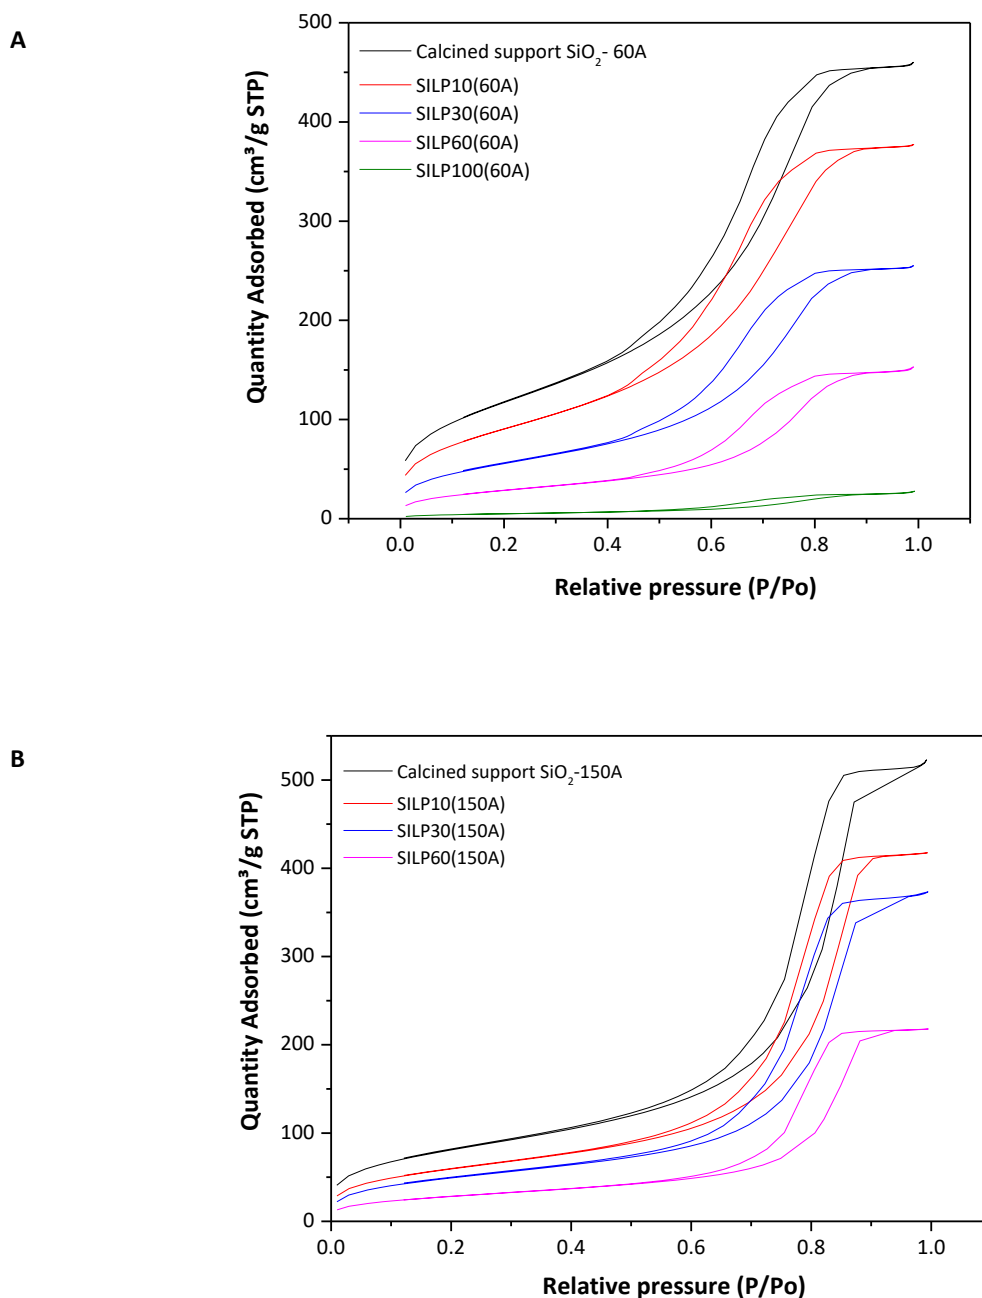 A
500
400
300
200
100
0
Quantity Adsorbed (cm³/g STP)
Calcined support SiO₂- 60A
SILP10(60A)
SILP30(60A)
SILP60(60A)
SILP100(60A)
0.0 0.2 0.4 0.6 0.8 1.0
Relative pressure (P/Po)
B
500
400
300
200
100
0
Quantity Adsorbed (cm³/g STP)
Calcined support SiO₂-150A
SILP10(150A)
SILP30(150A)
SILP60(150A)
0.0 0.2 0.4 0.6 0.8 1.0
Relative pressure (P/Po)